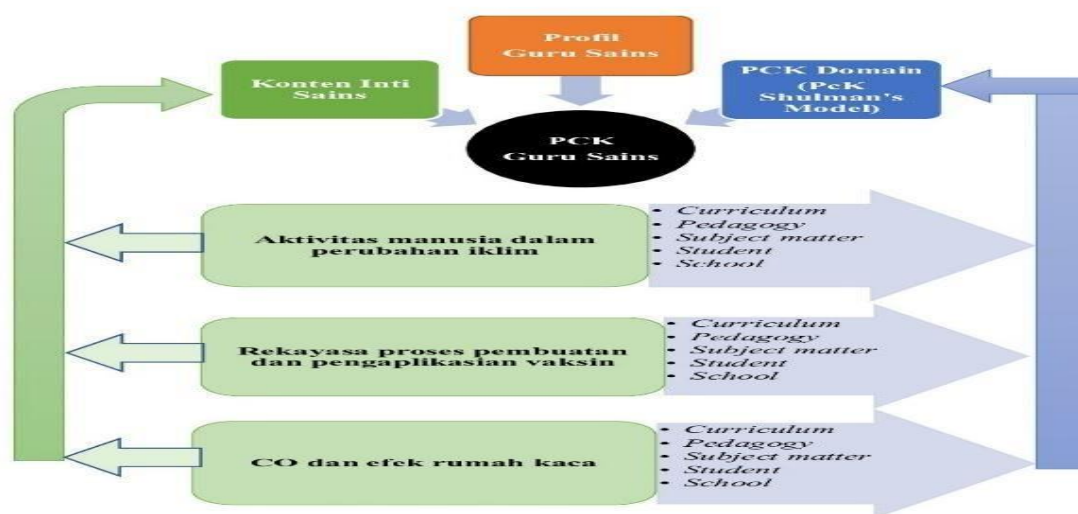 Profil
Guru Sains
Konten Inti
Sains
PCK Domain
(PcK
Shulman's
Model)
PCK
Guru Sains
Aktivitas manusia dalam
perubahan iklim
• Curriculum
• Pedagogy
• Subject matter
• Student
• School
Rekayasa proses pembuatan
dan pengaplikasian vaksin
• Curriculum
• Pedagogy
• Subject matter
• Student
• School
CO dan efek rumah kaca
• Curriculum
• Pedagogy
• Subject matter
• Student
• School